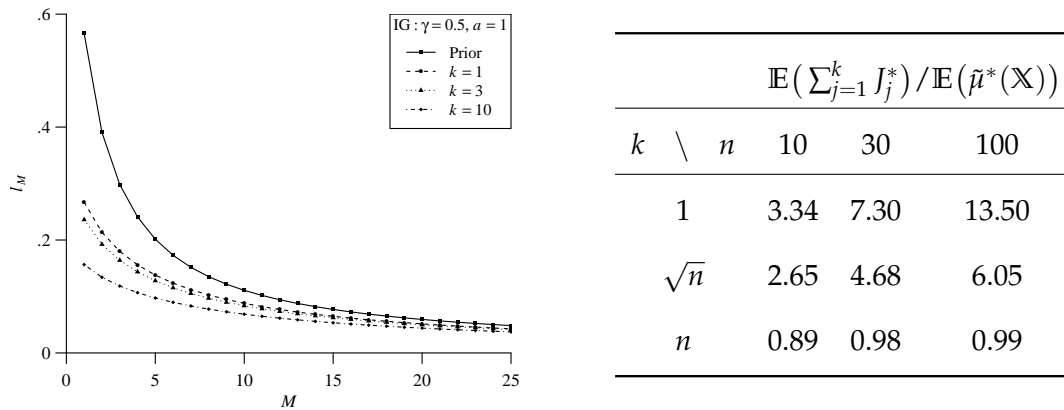 .6
.4
.2
0
l_M
0 5 10 15 20 25
M
IG : γ = 0.5, a = 1
Prior
k = 1
k = 3
k = 10
𝔼(∑_{j=1}^{k} J_j^*)/𝔼(μ̃^*(𝕏))
k \ n 10 30 100
1 3.34 7.30 13.50
√n 2.65 4.68 6.05
n 0.89 0.98 0.99